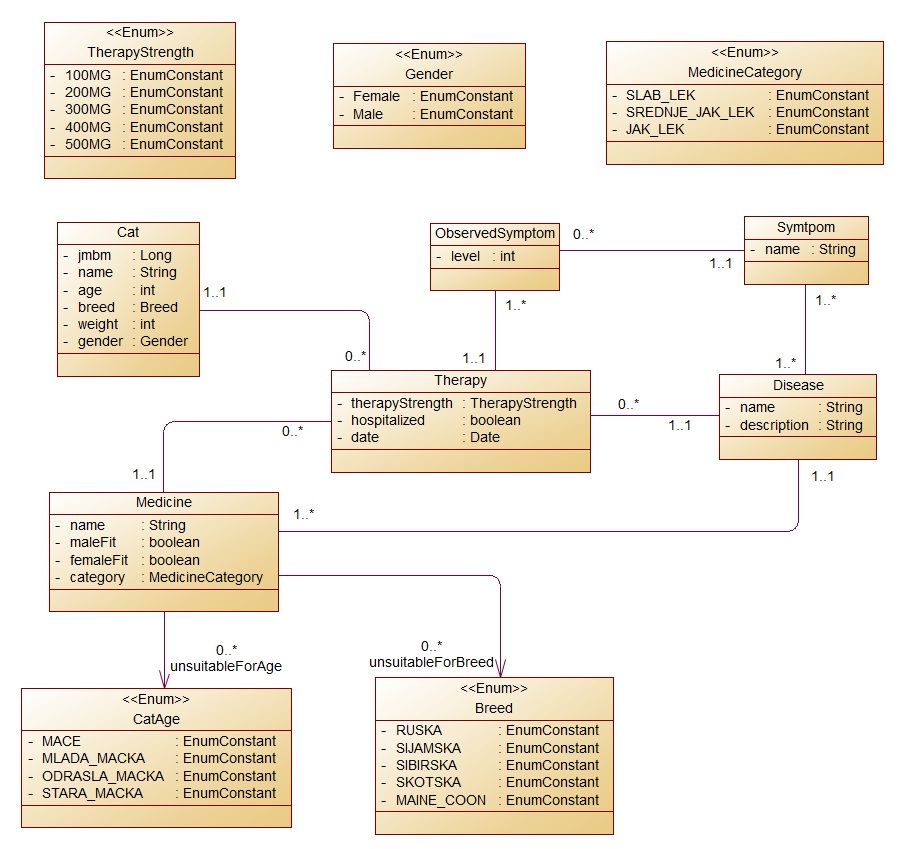 <<Enum>>
TherapyStrength
- 100MG : EnumConstant
- 200MG : EnumConstant
- 300MG : EnumConstant
- 400MG : EnumConstant
- 500MG : EnumConstant
<<Enum>>
Gender
- Female : EnumConstant
- Male : EnumConstant
<<Enum>>
MedicineCategory
- SLAB_LEK : EnumConstant
- SREDNJE_JAK_LEK : EnumConstant
- JAK_LEK : EnumConstant
Cat
- jmbm : Long
- name : String
- age : int
- breed : Breed
- weight : int
- gender : Gender
1..1
0..*
ObservedSymptom
- level : int
0..*
1..1
1..*
1..1
Symtpom
- name : String
1..*
1..*
Therapy
- therapyStrength : TherapyStrength
- hospitalized : boolean
- date : Date
0..*
1..1
0..*
1..1
Disease
- name : String
- description : String
1..1
1..*
Medicine
- name : String
- maleFit : boolean
- femaleFit : boolean
- category : MedicineCategory
0..*
unsuitableForAge
0..*
unsuitableForBreed
<<Enum>>
CatAge
- MACE : EnumConstant
- MLADA_MACKA : EnumConstant
- ODRASLA_MACKA : EnumConstant
- STARA_MACKA : EnumConstant
<<Enum>>
Breed
- RUSKA : EnumConstant
- SIJAMSKA : EnumConstant
- SIBIRSKA : EnumConstant
- SKOTSKA : EnumConstant
- MAINE_COON : EnumConstant